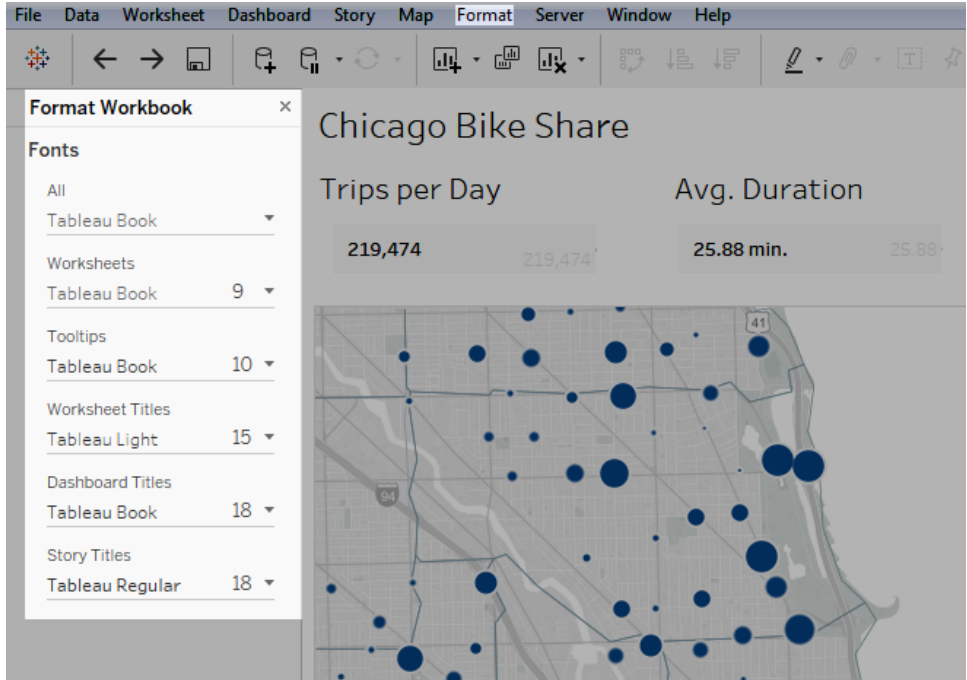 File Data Worksheet Dashboard Story Map Format Server Window Help
Format Workbook
Fonts
All
Tableau Book
Worksheets
Tableau Book 9
Tooltips
Tableau Book 10
Worksheet Titles
Tableau Light 15
Dashboard Titles
Tableau Book 18
Story Titles
Tableau Regular 18
Chicago Bike Share
Trips per Day
219,474
219,474
Avg. Duration
25.88 min.
25.88
41
94